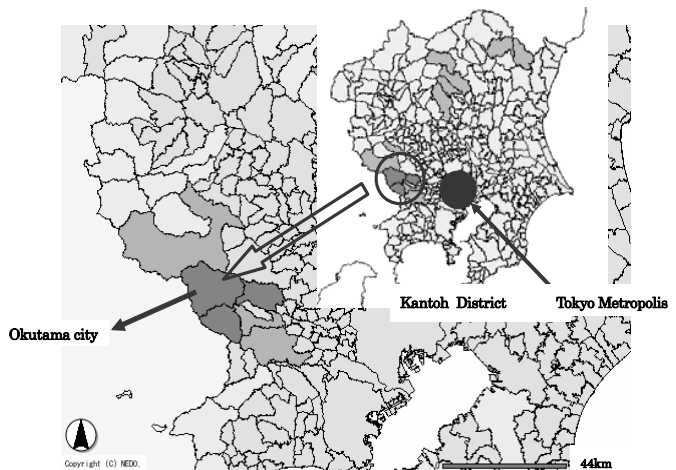 Kantoh District
Tokyo Metropolis
Okutama city
Copyright (C) NEDO.
44km